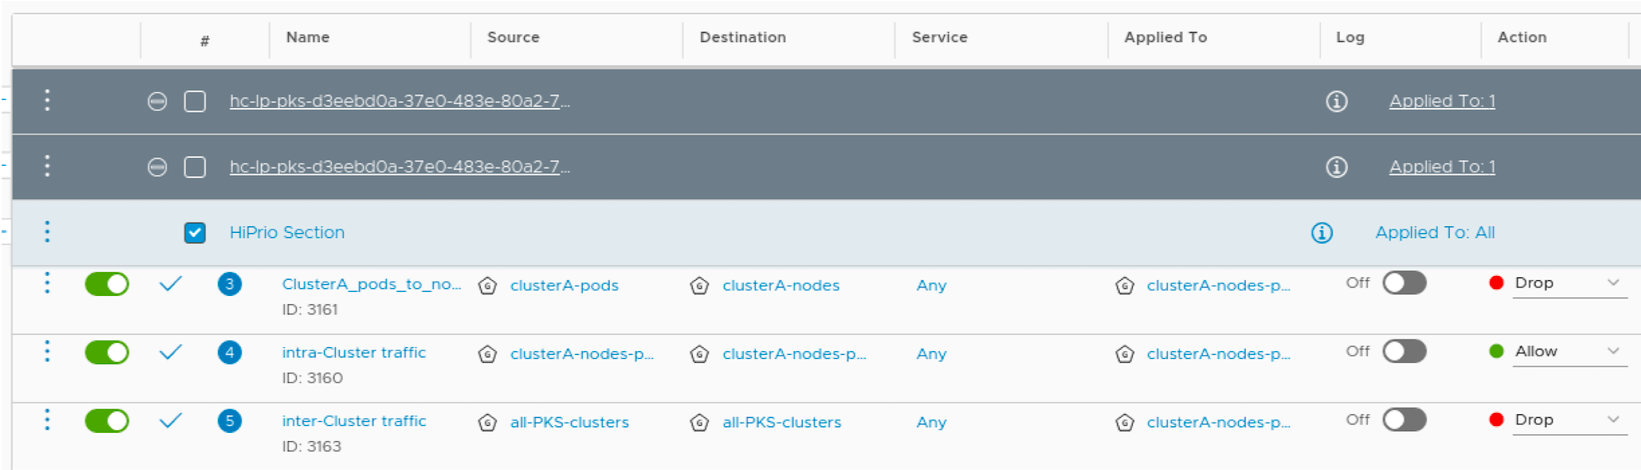 # Name Source Destination Service Applied To Log Action
hc-lp-pks-d3eebd0a-37e0-483e-80a2-7... Applied To: 1
hc-lp-pks-d3eebd0a-37e0-483e-80a2-7... Applied To: 1
HiPrio Section Applied To: All
3 ClusterA_pods_to_no... clusterA-pods clusterA-nodes Any clusterA-nodes-p... Off Drop
ID: 3161
4 intra-Cluster traffic clusterA-nodes-p... clusterA-nodes-p... Any clusterA-nodes-p... Off Allow
ID: 3160
5 inter-Cluster traffic all-PKS-clusters all-PKS-clusters Any clusterA-nodes-p... Off Drop
ID: 3163